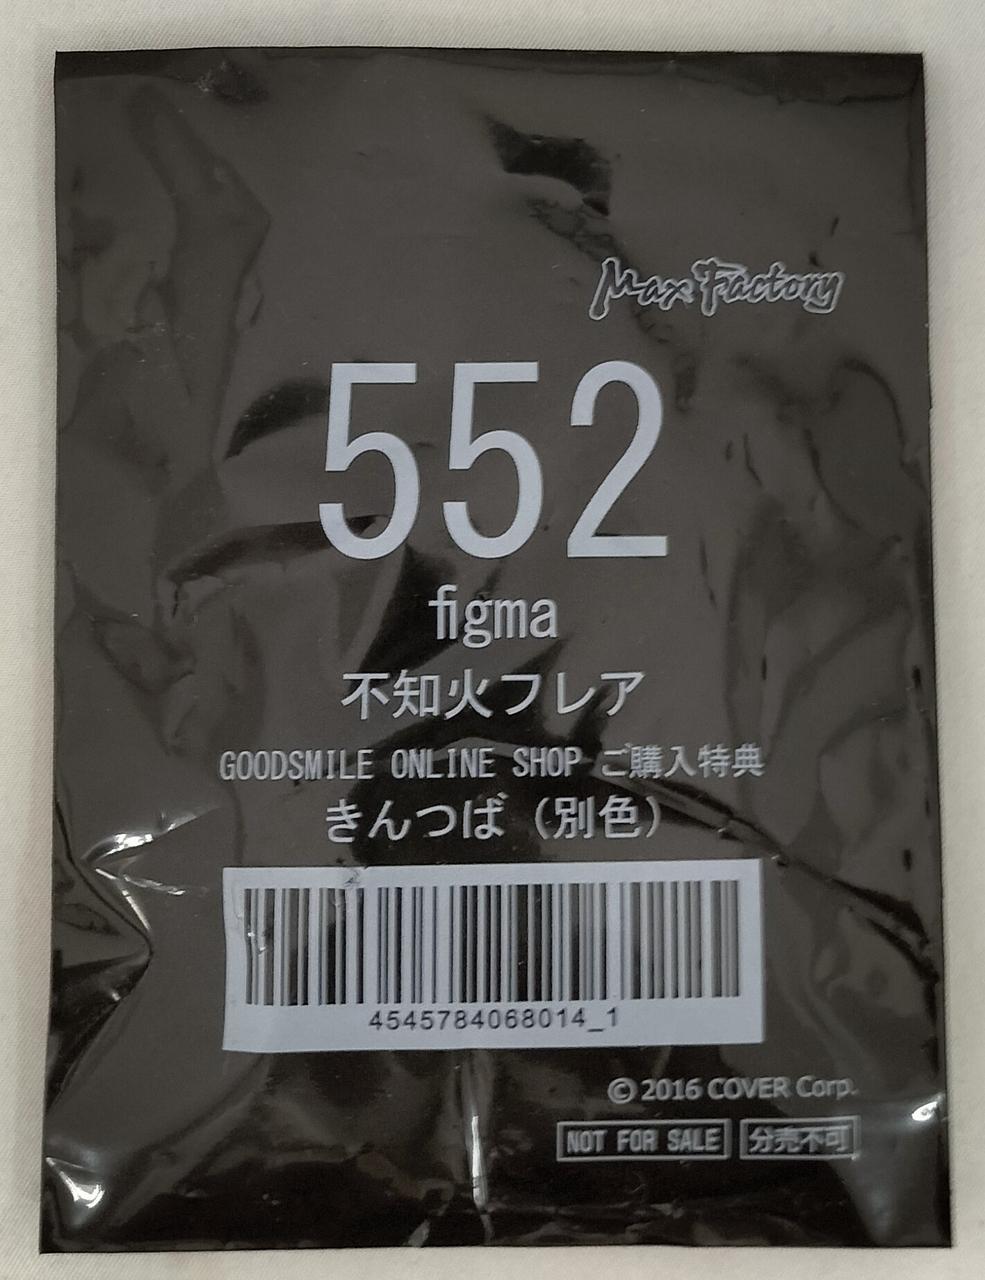 Max Factory
552
figma
不知火フレア
GOODSMILE ONLINE SHOP ご購入特典
きんつば（別色）
4545784068014_1
© 2016 COVER Corp.
NOT FOR SALE 分売不可